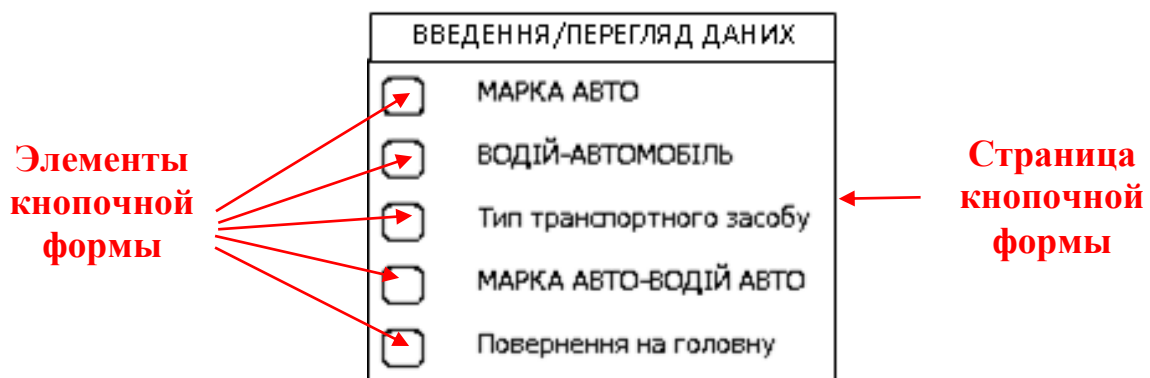 ВВЕДЕННЯ/ПЕРЕГЛЯД ДАНИХ
МАРКА АВТО
ВОДІЙ-АВТОМОБІЛЬ
Тип транспортного засобу
МАРКА АВТО-ВОДІЙ АВТО
Повернення на головну
Элементы
кнопочной
формы
Страница
кнопочной
формы